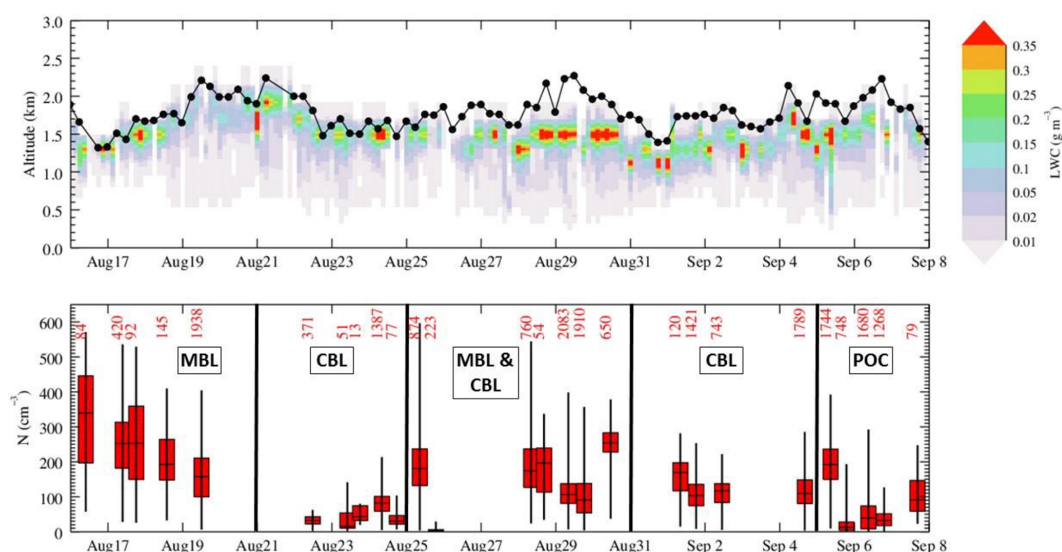 3.0
2.5
2.0
1.5
1.0
0.5
0.0
Altitude (km)
Aug17 Aug19 Aug21 Aug23 Aug25 Aug27 Aug29 Aug31 Sep 2 Sep 4 Sep 6 Sep 8
0.35
0.3
0.25
0.2
0.15
0.1
0.05
0.02
0.01
LWC (g m⁻³)
600
500
400
300
200
100
0
N (cm⁻³)
84 420 92 145 1938 371 51 13 1387 77 874 223 760 54 2083 1910 650 120 1421 743 1789 1744 748 1680 1268 79
MBL CBL MBL & CBL POC
CBL
Aug17 Aug19 Aug21 Aug23 Aug25 Aug27 Aug29 Aug31 Sep 2 Sep 4 Sep 6 Sep 8